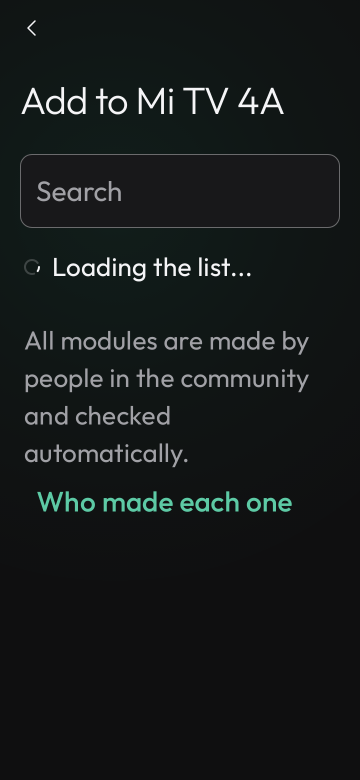 Add to Mi TV 4A
Search
Loading the list...
All modules are made by
people in the community
and checked
automatically.
Who made each one